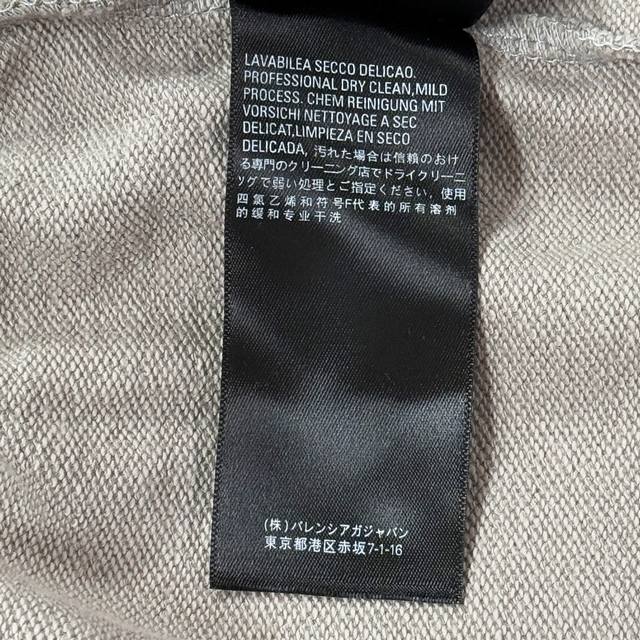 LAVABILEA SECCO DELICAO.
PROFESSIONAL DRY CLEAN,MILD
PROCESS. CHEM REINIGUNG MIT
VORSICHI NETTOYAGE A SEC
DELICAT,LIMPIEZA EN SECO
DELICADA, 汚れた場合は信頼のおけ
る専門のクリーニング店でドライクリーニ
ングで弱い処理とご指定ください, 使用
四氯乙烯和符号F代表的所有溶剂
的缓和专业干洗
(株)バレンシアガジャパン
東京都港区赤坂7-1-16